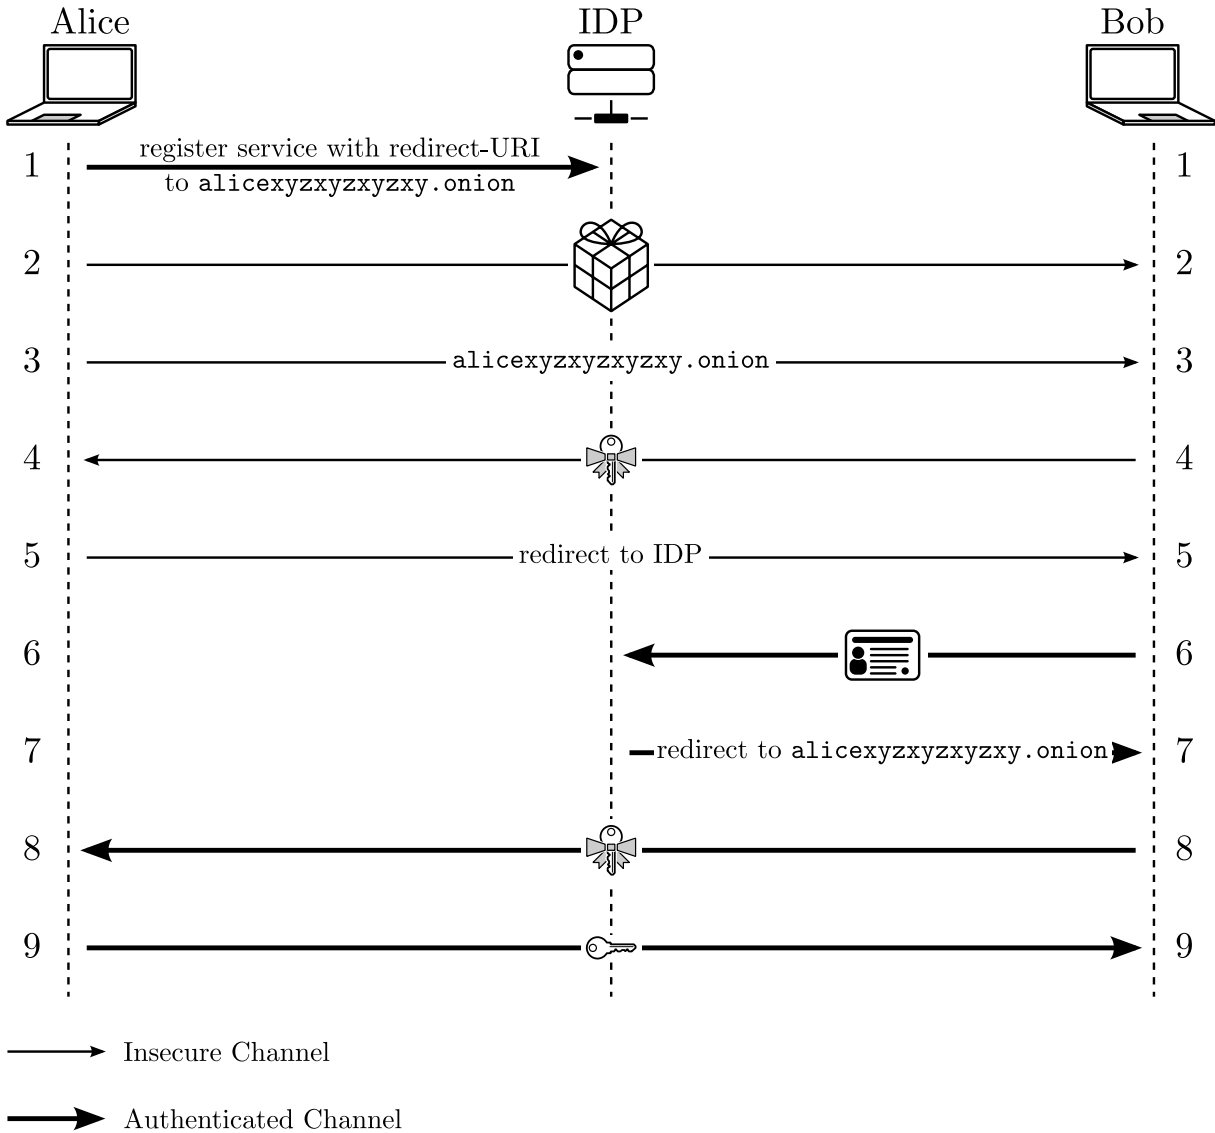 Alice IDP Bob
1 register service with redirect-URI 1
to alicexyzxyzxyzxy.onion
2 2
3 alicexyzxyzxyzxy.onion 3
4 4
5 redirect to IDP 5
6 6
7 redirect to alicexyzxyzxyzxy.onion 7
8 8
9 9
Insecure Channel
Authenticated Channel